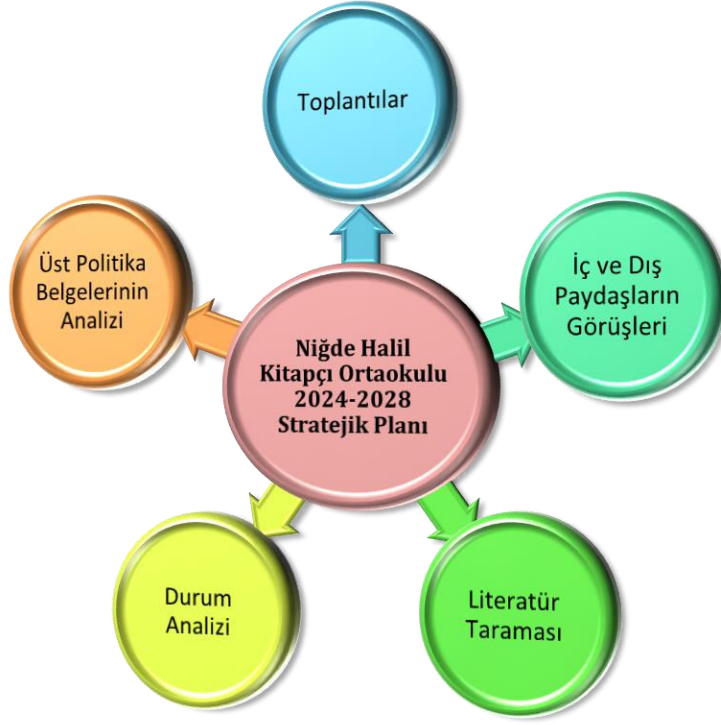 Toplantılar
İç ve Dış
Paydaşların
Görüşleri
Literatür
Taraması
Durum
Analizi
Üst Politika
Belgelerinin
Analizi
Niğde Halil
Kitapçı Ortaokulu
2024-2028
Stratejik Planı